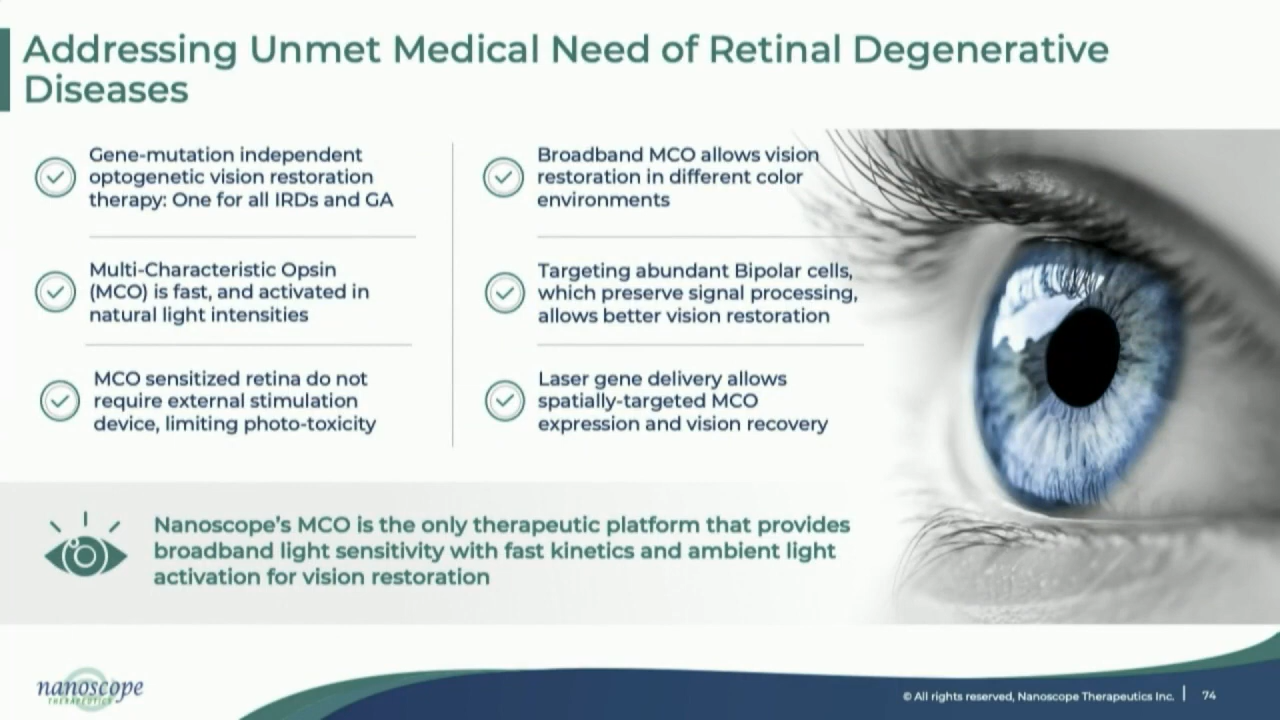 Addressing Unmet Medical Need of Retinal Degenerative
Diseases
Gene-mutation independent
optogenetic vision restoration
therapy: One for all IRDs and GA
Multi-Characteristic Opsin
(MCO) is fast, and activated in
natural light intensities
MCO sensitized retina do not
require external stimulation
device, limiting photo-toxicity
Broadband MCO allows vision
restoration in different color
environments
Targeting abundant Bipolar cells,
which preserve signal processing,
allows better vision restoration
Laser gene delivery allows
spatially-targeted MCO
expression and vision recovery
Nanoscope's MCO is the only therapeutic platform that provides
broadband light sensitivity with fast kinetics and ambient light
activation for vision restoration
nanoscope
THERAPEUTICS
© All rights reserved, Nanoscope Therapeutics Inc. | 74